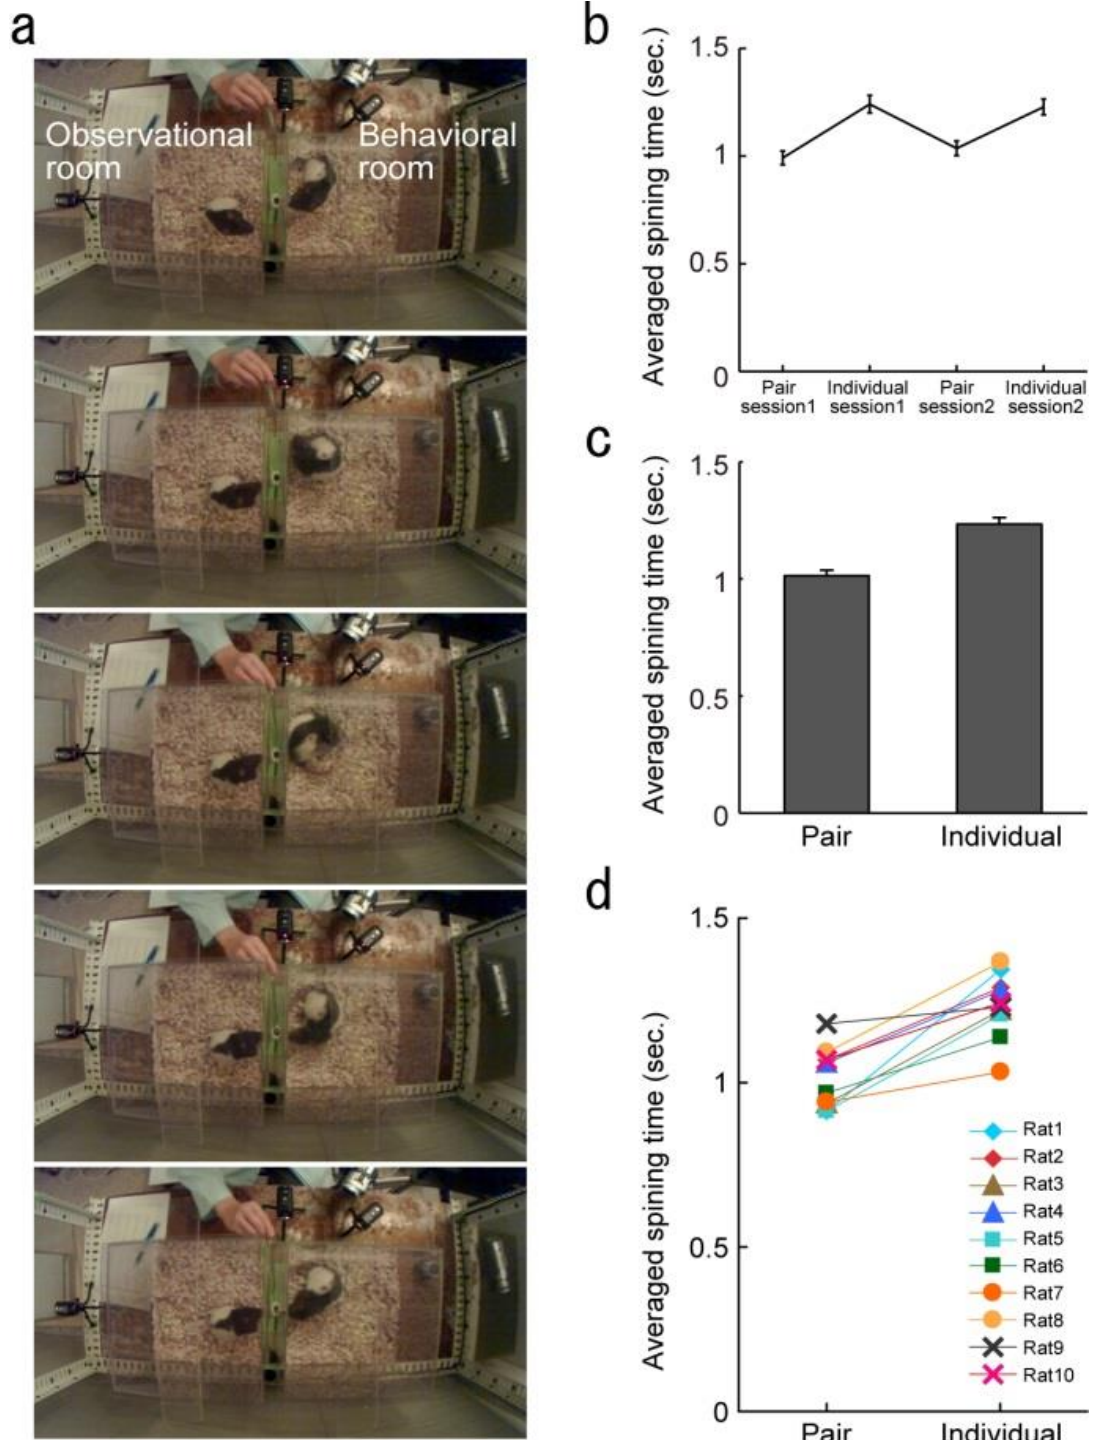 a
Observational
room
Behavioral
room
b
Averaged spining time (sec.)
1.5
1
0.5
0
Pair
session1
Individual
session1
Pair
session2
Individual
session2
c
Averaged spining time (sec.)
1.5
1
0.5
0
Pair
Individual
d
Averaged spining time (sec.)
1.5
1
0.5
0
Rat1
Rat2
Rat3
Rat4
Rat5
Rat6
Rat7
Rat8
Rat9
Rat10
Pair
Individual